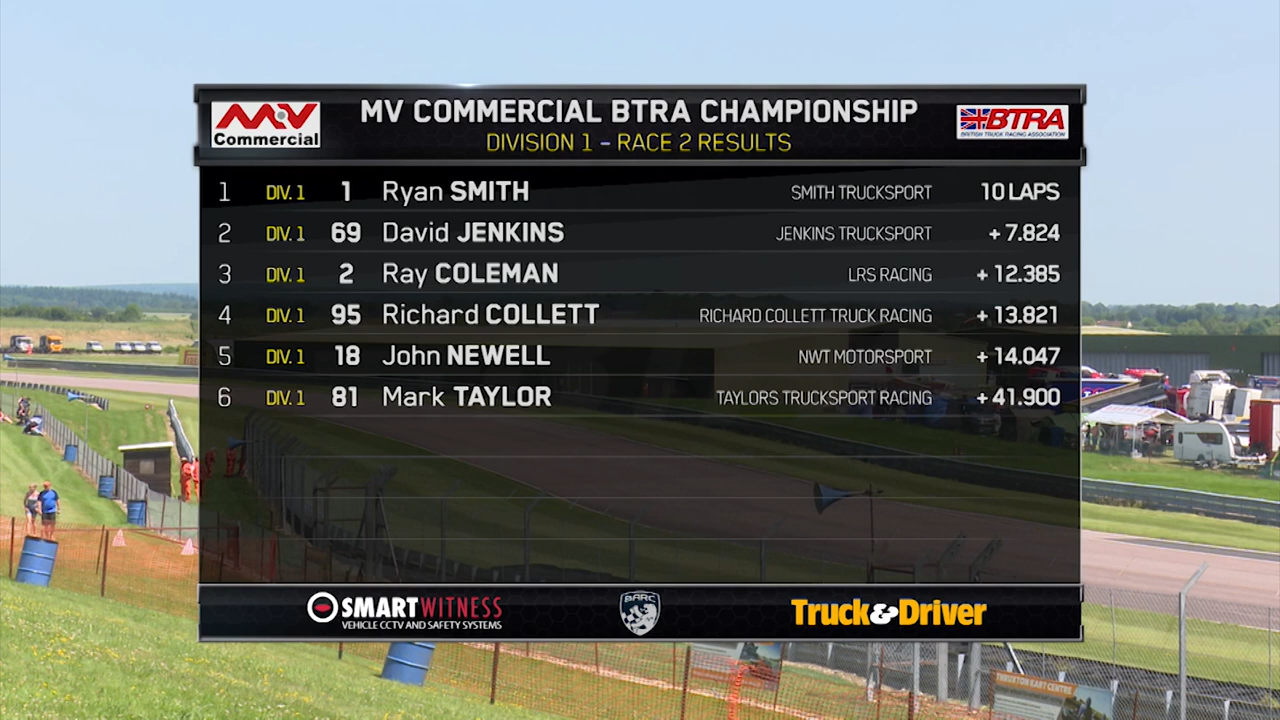 MV Commercial
MV COMMERCIAL BTRA CHAMPIONSHIP
DIVISION 1 - RACE 2 RESULTS
BTRA
BRITISH TRUCK RACING ASSOCIATION
1 DIV. 1 1 Ryan SMITH SMITH TRUCKSPORT 10 LAPS
2 DIV. 1 69 David JENKINS JENKINS TRUCKSPORT + 7.824
3 DIV. 1 2 Ray COLEMAN LRS RACING + 12.385
4 DIV. 1 95 Richard COLLETT RICHARD COLLETT TRUCK RACING + 13.821
5 DIV. 1 18 John NEWELL NWT MOTORSPORT + 14.047
6 DIV. 1 81 Mark TAYLOR TAYLORS TRUCKSPORT RACING + 41.900
SMARTWITNESS
VEHICLE CCTV AND SAFETY SYSTEMS
BARC
Truck&Driver
THRUXTON KART CENTRE